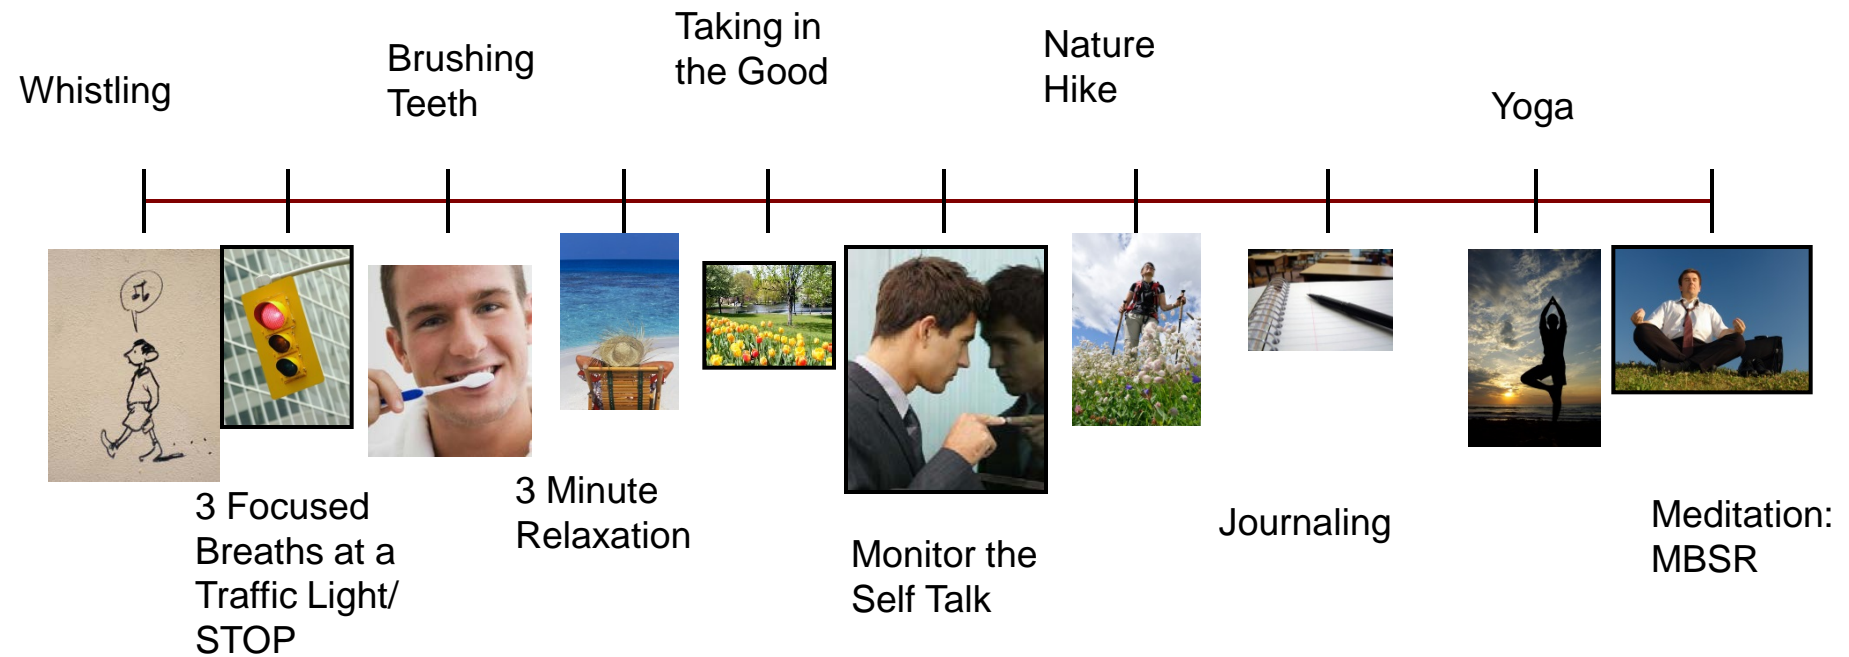 Whistling
3 Focused
Breaths at a
Traffic Light/
STOP
Brushing
Teeth
3 Minute
Relaxation
Taking in
the Good
Monitor the
Self Talk
Nature
Hike
Journaling
Yoga
Meditation:
MBSR